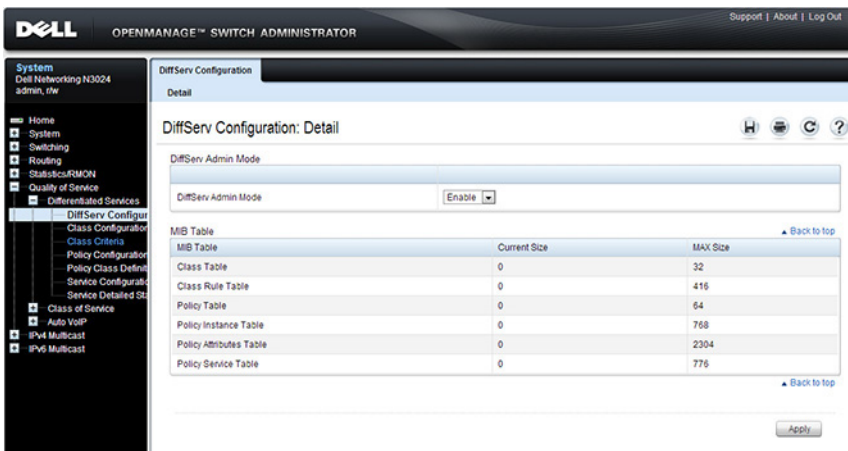 Support | About | Log Out
DELL OPENMANAGE™ SWITCH ADMINISTRATOR
System
Dell Networking N3024
admin, r/w
Home
System
Switching
Routing
Statistics/RMON
Quality of Service
Differentiated Services
DiffServ Configur
Class Configuration
Class Criteria
Policy Configuration
Policy Class Definit
Service Configuratio
Service Detailed Sta
Class of Service
Auto VoIP
IPv4 Multicast
IPv6 Multicast
DiffServ Configuration
Detail
DiffServ Configuration: Detail
DiffServ Admin Mode
DiffServ Admin Mode Enable
MIB Table Back to top
MIB Table Current Size MAX Size
Class Table 0 32
Class Rule Table 0 416
Policy Table 0 64
Policy Instance Table 0 768
Policy Attributes Table 0 2304
Policy Service Table 0 776
Back to top
Apply